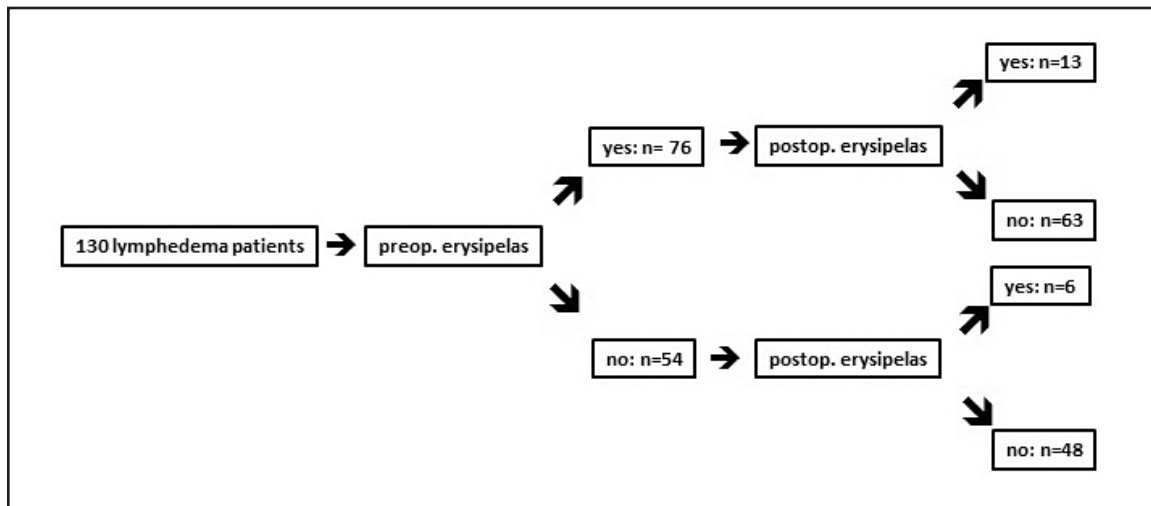 130 lymphedema patients
preop. erysipelas
yes: n= 76
postop. erysipelas
yes: n=13
no: n=63
no: n=54
postop. erysipelas
yes: n=6
no: n=48